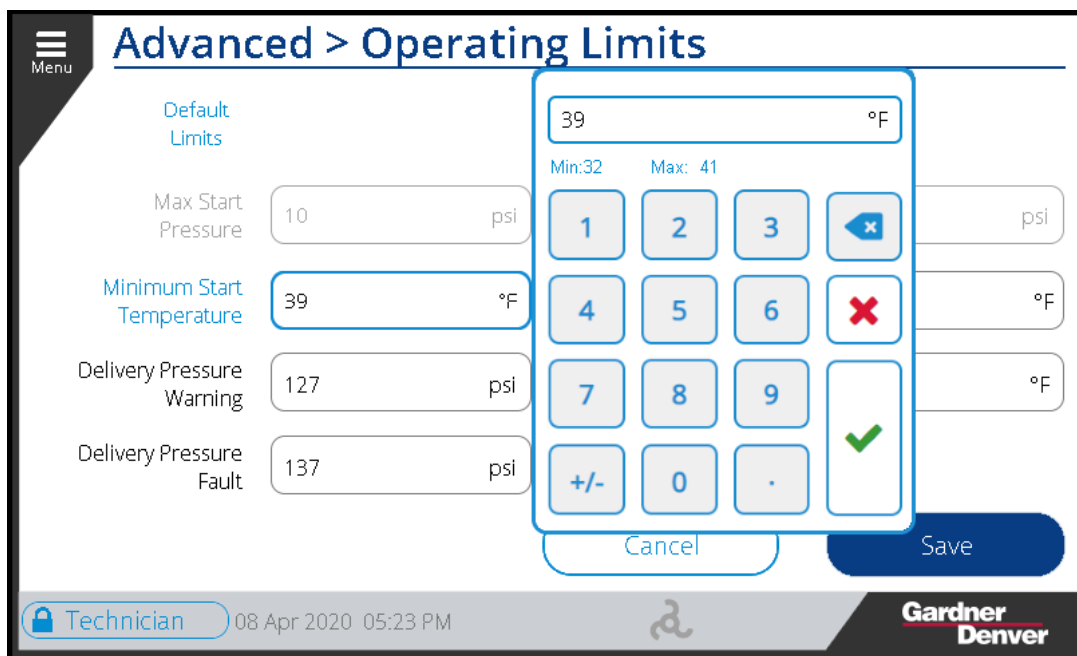 Menu
Advanced > Operating Limits
Default
Limits
39 °F
Min:32 Max: 41
Max Start
Pressure
10 psi
psi
1 2 3
Minimum Start
Temperature
39 °F
°F
4 5 6
Delivery Pressure
Warning
127 psi
°F
7 8 9
Delivery Pressure
Fault
137 psi
+/- 0 .
Cancel
Save
Technician 08 Apr 2020 05:23 PM
Gardner
Denver